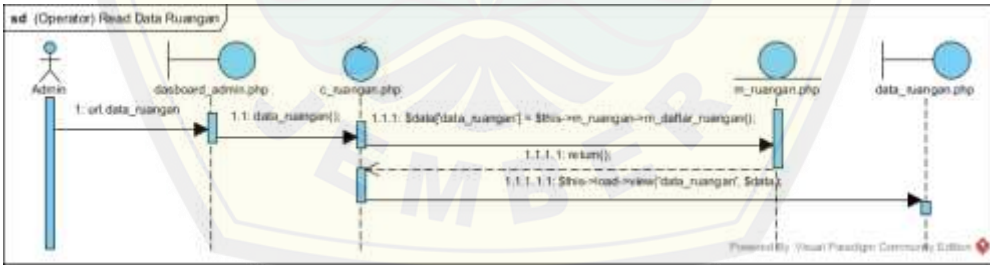 sd (Operator) Read Data Ruangan
Admin
dasboard_admin.php
c_ruangan.php
m_ruangan.php
data_ruangan.php
1: url data_ruangan
1.1: data_ruangan();
1.1.1: $data['data_ruangan'] = $this->m_ruangan->m_daftar_ruangan();
1.1.1.1: return();
1.1.1.1.1: $this->load->view('data_ruangan', $data);
JEMBER
Powered By Visual Paradigm Community Edition